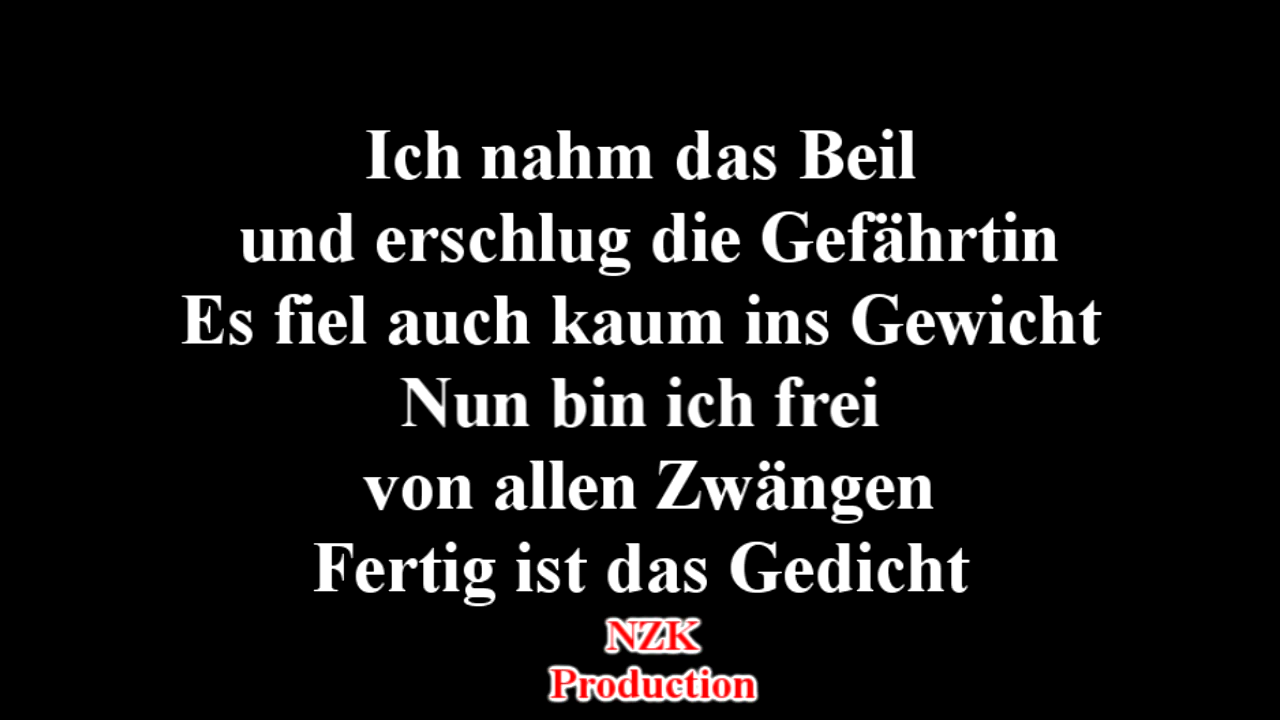 Ich nahm das Beil
und erschlug die Gefährtin
Es fiel auch kaum ins Gewicht
Nun bin ich frei
von allen Zwängen
Fertig ist das Gedicht
NZK
Production